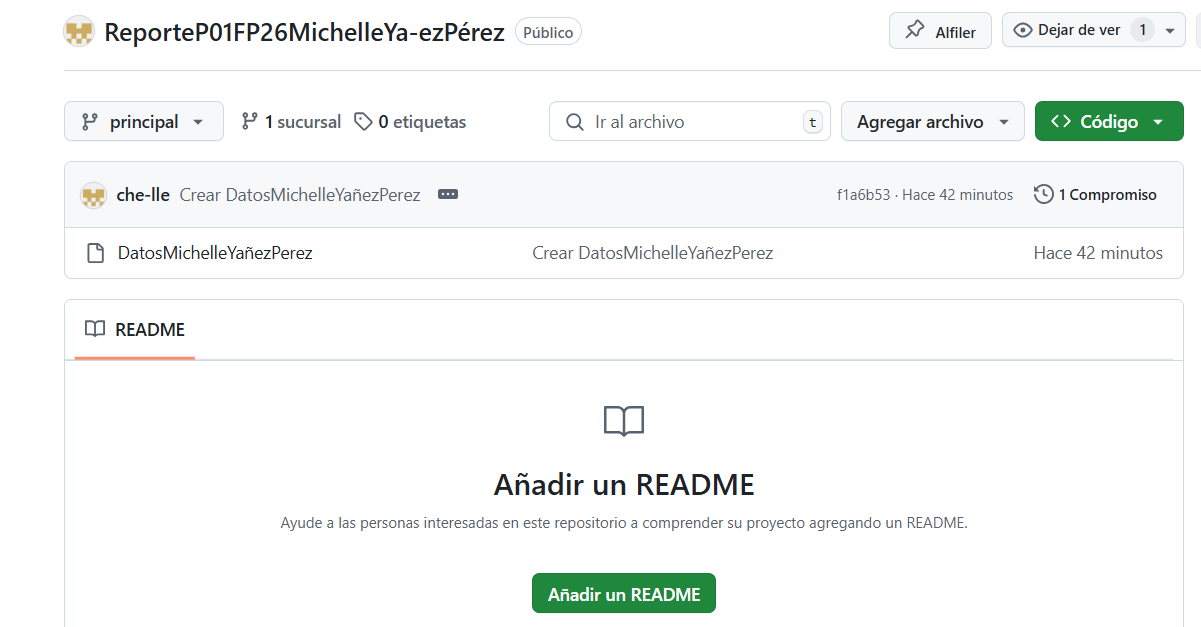 ReporteP01FP26MichelleYa-ezPérez Público Alfiler Dejar de ver 1
principal 1 sucursal 0 etiquetas Ir al archivo t Agregar archivo Código
che-lle Crear DatosMichelleYañezPerez f1a6b53 · Hace 42 minutos 1 Compromiso
DatosMichelleYañezPerez Crear DatosMichelleYañezPerez Hace 42 minutos
README
Añadir un README
Ayude a las personas interesadas en este repositorio a comprender su proyecto agregando un README.
Añadir un README